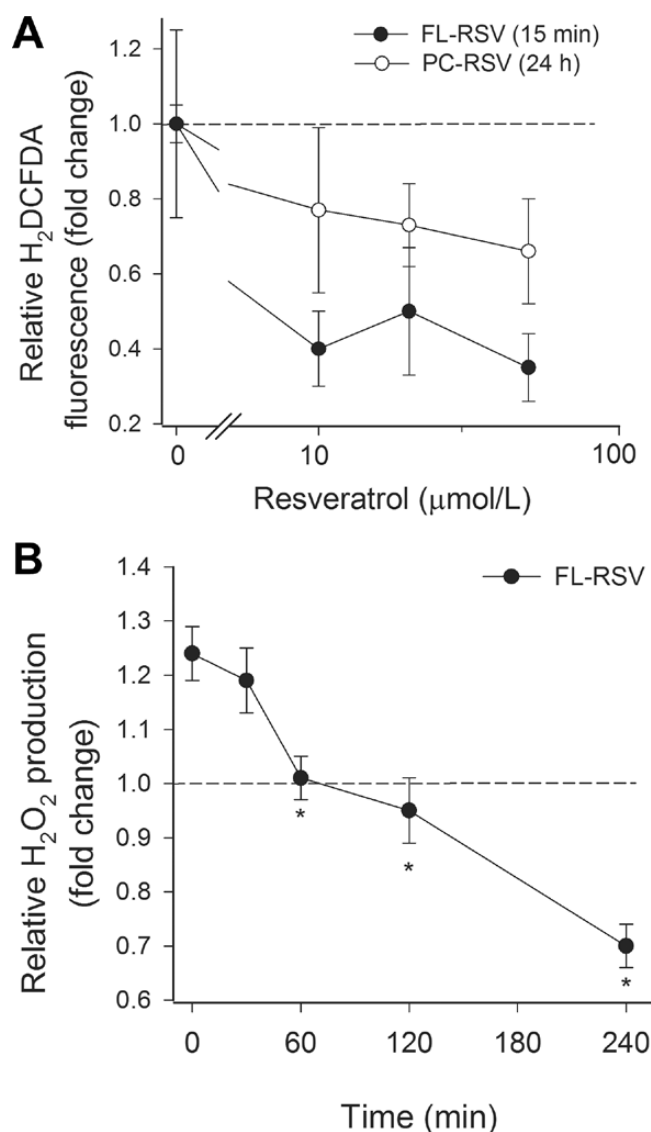 A
FL-RSV (15 min)
PC-RSV (24 h)
Relative H₂DCFDA
fluorescence (fold change)
1.2
1.0
0.8
0.6
0.4
0.2
0 10 100
Resveratrol (μmol/L)
B
FL-RSV
Relative H₂O₂ production
(fold change)
1.4
1.3
1.2
1.1
1.0
0.9
0.8
0.7
0.6
* * *
0 60 120 180 240
Time (min)